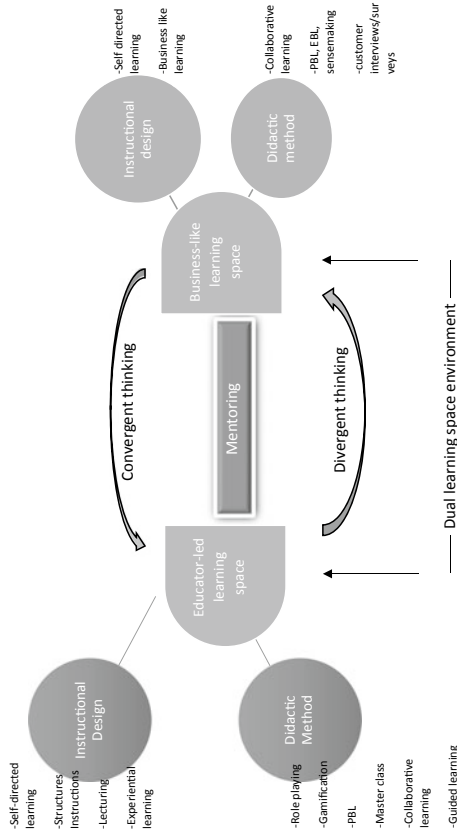 -Self-directed
learning
-Structures
Instructions
-Lecturing
-Experiential
learning
Instructional
Design
Didactic
Method
-Role playing
-Gamification
-PBL
-Master class
-Collaborative
learning
-Guided learning
Educator-led
learning
space
Convergent thinking
Mentoring
Divergent thinking
Business-like
learning
space
Instructional
design
-Self directed
learning
-Business like
learning
Didactic
method
-Collaborative
learning
-PBL, EBL,
sensemaking
-customer
interviews/sur
veys
Dual learning space environment